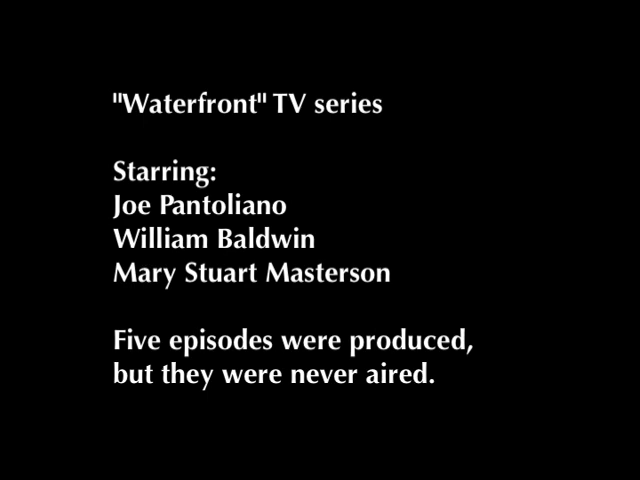 "Waterfront" TV series
Starring:
Joe Pantoliano
William Baldwin
Mary Stuart Masterson
Five episodes were produced,
but they were never aired.